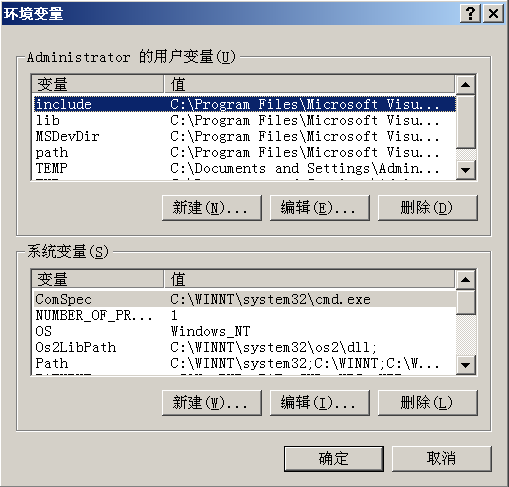 环境变量
Administrator 的用户变量(U)
变量 值
include C:\Program Files\Microsoft Visu...
lib C:\Program Files\Microsoft Visu...
MSDevDir C:\Program Files\Microsoft Visu...
path C:\Program Files\Microsoft Visu...
TEMP C:\Documents and Settings\Admin...
新建(N)... 编辑(E)... 删除(D)
系统变量(S)
变量 值
ComSpec C:\WINNT\system32\cmd.exe
NUMBER_OF_PR... 1
OS Windows_NT
Os2LibPath C:\WINNT\system32\os2\dll;
Path C:\WINNT\system32;C:\WINNT;C:\W...
新建(W)... 编辑(I)... 删除(L)
确定 取消